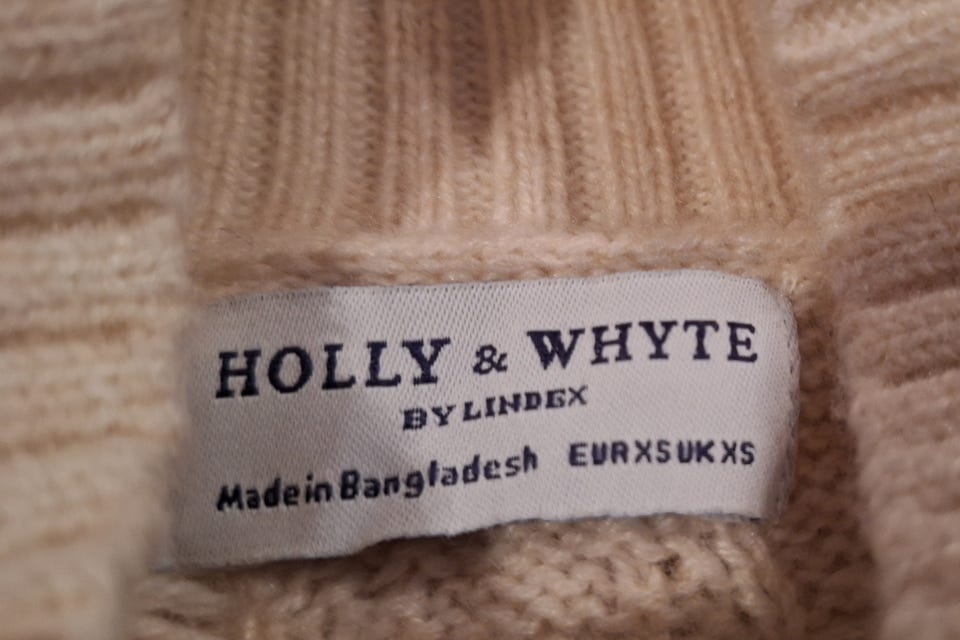 HOLLY & WHYTE
BY LINDEX
Made in Bangladesh EUR XS UK XS